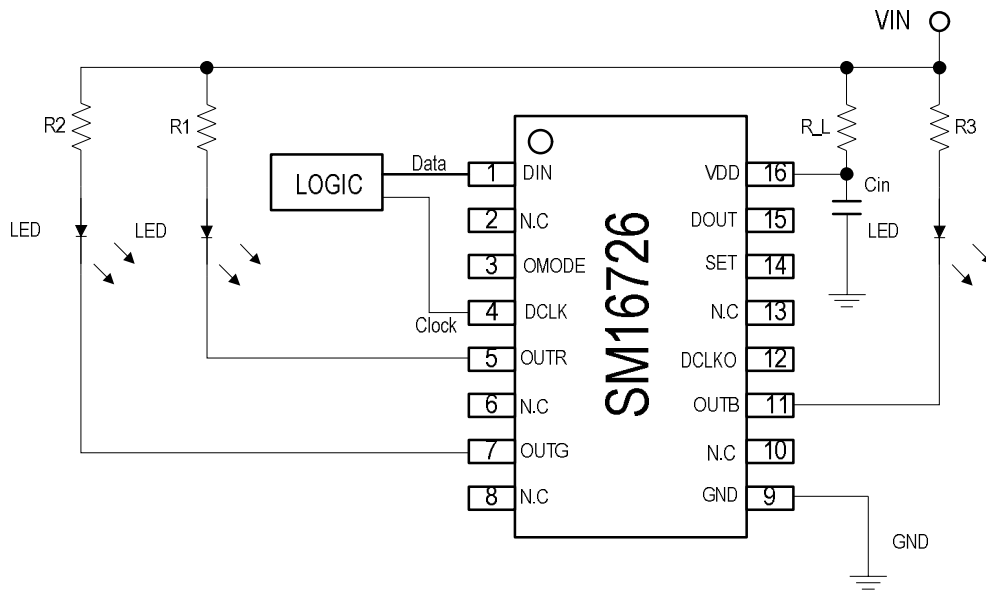 VIN
R2
R1
R_L
R3
LOGIC
Data
Clock
LED
LED
Cin
LED
SM16726
1 DIN
2 N.C
3 OMODE
4 DCLK
5 OUTR
6 N.C
7 OUTG
8 N.C
VDD 16
DOUT 15
SET 14
N.C 13
DCLKO 12
OUTB 11
N.C 10
GND 9
GND